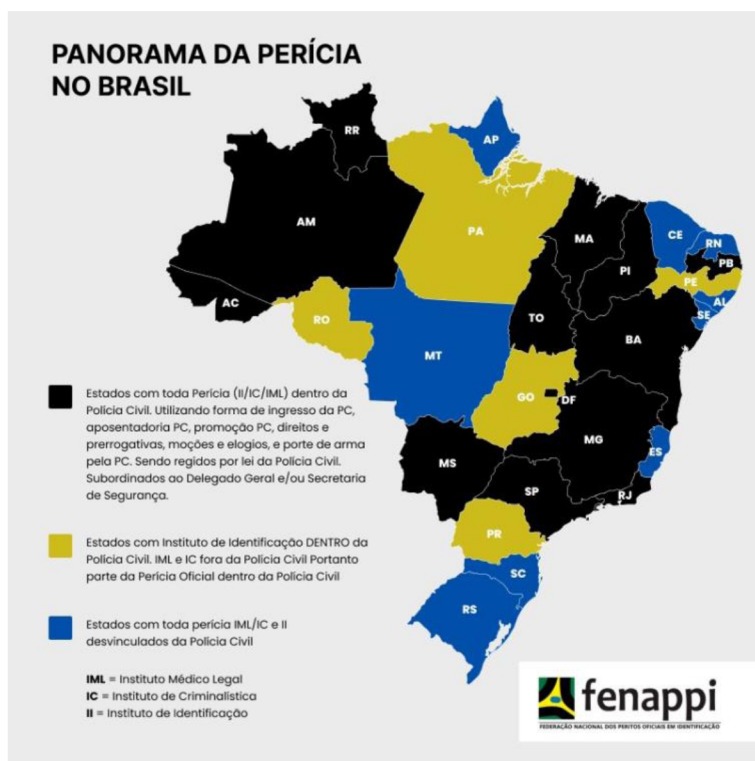 PANORAMA DA PERÍCIA
NO BRASIL
RR
AP
AM
PA
MA
CE
RN
PB
PI
PE
AL
SE
AC
RO
TO
BA
MT
GO
DF
MG
ES
MS
SP
RJ
PR
SC
RS
Estados com toda Perícia (II/IC/IML) dentro da
Polícia Civil. Utilizando forma de ingresso da PC,
aposentadoria PC, promoção PC, direitos e
prerrogativas, moções e elogios, e porte de arma
pela PC. Sendo regidos por lei da Polícia Civil.
Subordinados ao Delegado Geral e/ou Secretaria
de Segurança.
Estados com Instituto de Identificação DENTRO da
Polícia Civil. IML e IC fora da Polícia Civil Portanto
parte da Perícia Oficial dentro da Polícia Civil
Estados com toda perícia IML/IC e II
desvinculados da Polícia Civil
IML = Instituto Médico Legal
IC = Instituto de Criminalística
II = Instituto de Identificação
fenappi
FEDERAÇÃO NACIONAL DOS PERITOS OFICIAIS EM IDENTIFICAÇÃO